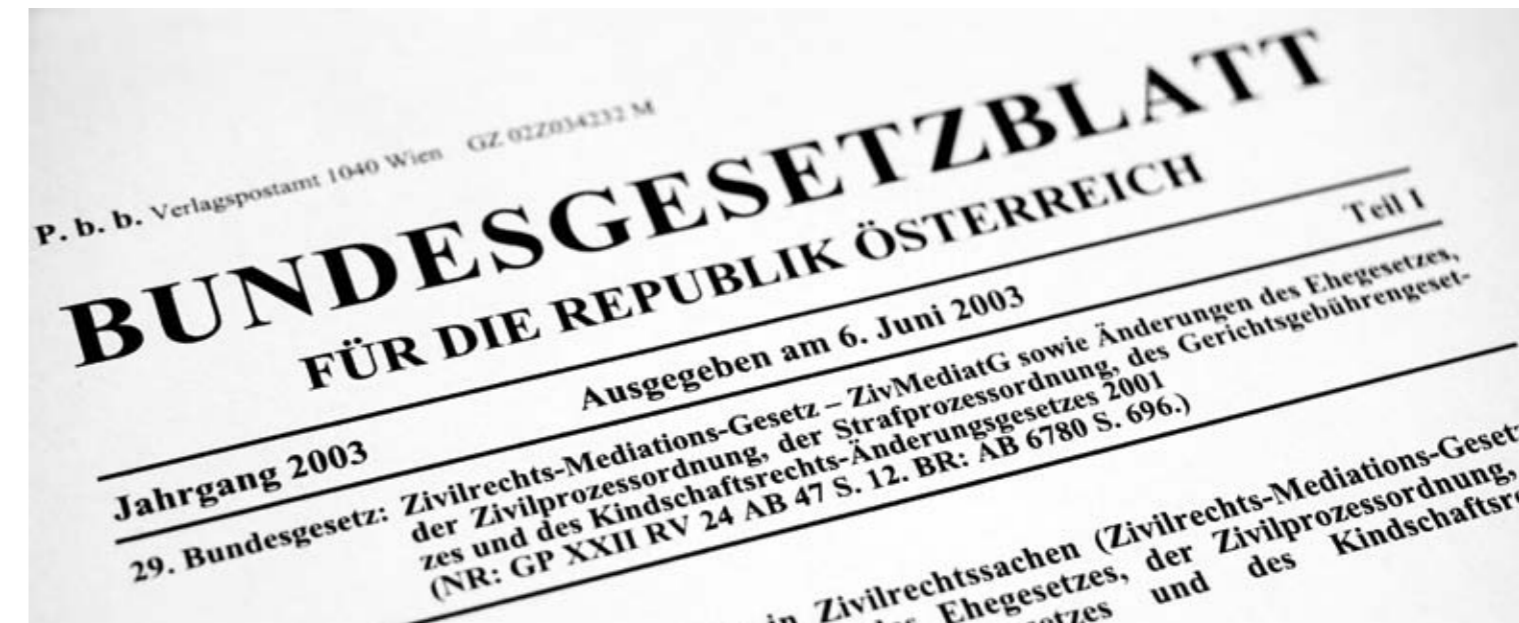 P. b. b. Verlagspostamt 1040 Wien GZ 02Z034232 M
BUNDESGESETZBLATT
FÜR DIE REPUBLIK ÖSTERREICH
Jahrgang 2003 Ausgegeben am 6. Juni 2003 Teil I
29. Bundesgesetz: Zivilrechts-Mediations-Gesetz – ZivMediatG sowie Änderungen des Ehegesetzes,
der Zivilprozessordnung, der Strafprozessordnung, des Gerichtsgebührengeset-
zes und des Kindschaftsrechts-Änderungsgesetzes 2001
(NR: GP XXII RV 24 AB 47 S. 12. BR: AB 6780 S. 696.)
in Zivilrechtssachen (Zivilrechts-Mediations-Gesetz
Ehegesetzes, der Zivilprozessordnung,
und des Kindschaftsre